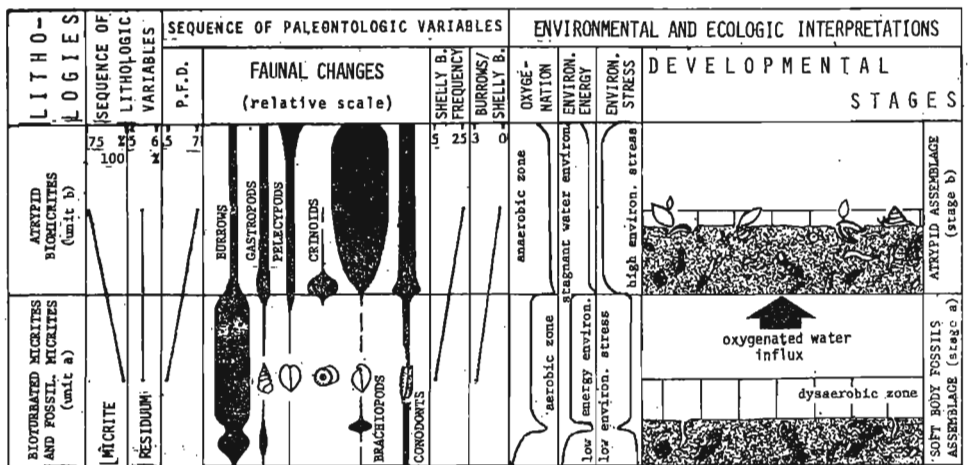 LITHO-
LOGIES
SEQUENCE OF
LITHOLOGIC
VARIABLES
SEQUENCE OF PALEONTOLOGIC VARIABLES
P.F.D.
FAUNAL CHANGES
(relative scale)
SHELLY B.
FREQUENCY
BURROWS/
SHELLY B.
ENVIRONMENTAL AND ECOLOGIC INTERPRETATIONS
OXYGE-
NATION
ENVIRON.
ENERGY
ENVIRON.
STRESS
DEVELOPMENTAL
STAGES
75 %
100
5 6
%
5 7
5 25
3 0
ATRYPID
BIOMICRITES
(unit b)
BURROWS
GASTROPODS
PELECYPODS
CRINOIDS
anaerobic zone
stagnant water environ.
high environ. stress
ATRYPID ASSEMBLAGE
(stage b)
BIOTURBATED MICRITES
AND FOSSIL MICRITES
(unit a)
MICRITE
RESIDUUM
BRACHIOPODS
CONODONTS
aerobic zone
low energy environ.
low environ. stress
oxygenated water
influx
dysaerobic zone
SOFT BODY FOSSILS
ASSEMBLAGE (stage a)